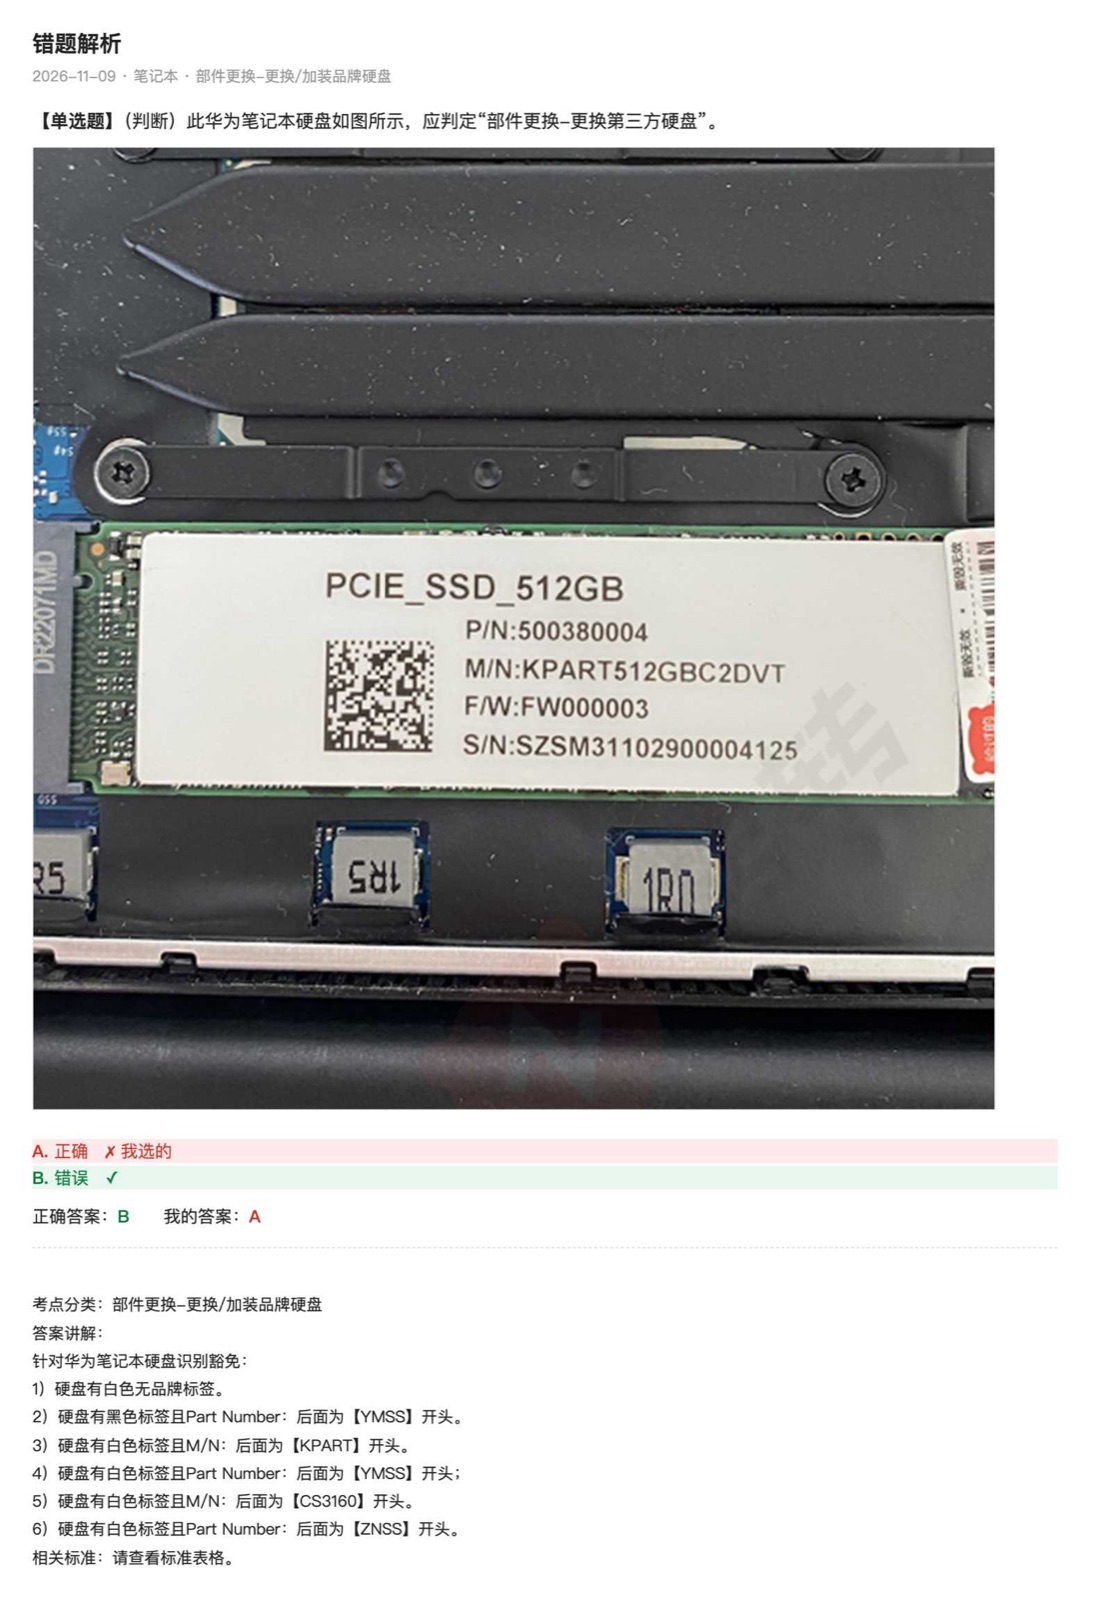 错题解析
2026-11-09 · 笔记本 · 部件更换-更换/加装品牌硬盘
【单选题】(判断) 此华为笔记本硬盘如图所示，应判定“部件更换-更换第三方硬盘”。
55#
54#
DR22071MD
PCIE_SSD_512GB
P/N:500380004
M/N:KPART512GBC2DVT
F/W:FW000003
S/N:SZSM31102900004125
撕毁无效 * 撕毁无效
SSD
R5
1R5
1R0
A. 正确 ✗ 我选的
B. 错误 ✓
正确答案：B 我的答案：A
考点分类：部件更换-更换/加装品牌硬盘
答案讲解：
针对华为笔记本硬盘识别豁免：
1）硬盘有白色无品牌标签。
2）硬盘有黑色标签且Part Number：后面为【YMSS】开头。
3）硬盘有白色标签且M/N：后面为【KPART】开头。
4）硬盘有白色标签且Part Number：后面为【YMSS】开头；
5）硬盘有白色标签且M/N：后面为【CS3160】开头。
6）硬盘有白色标签且Part Number：后面为【ZNSS】开头。
相关标准：请查看标准表格。